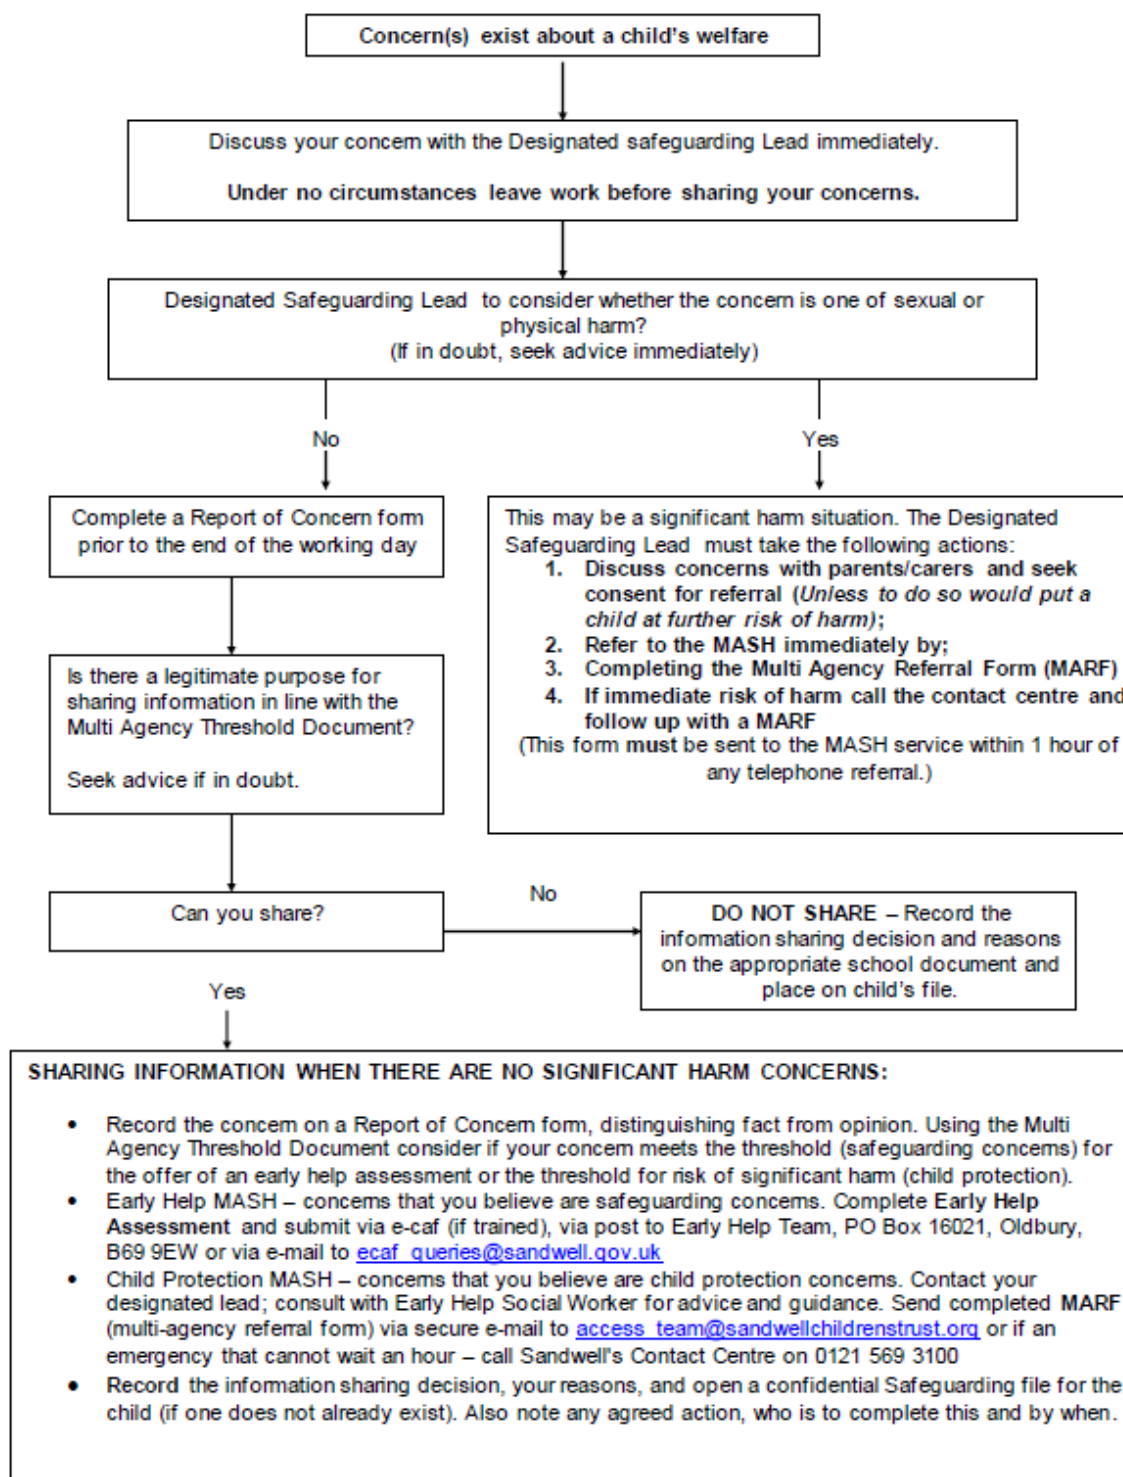 Concern(s) exist about a child's welfare
Discuss your concern with the Designated safeguarding Lead immediately.
Under no circumstances leave work before sharing your concerns.
Designated Safeguarding Lead to consider whether the concern is one of sexual or
physical harm?
(If in doubt, seek advice immediately)
No
Yes
Complete a Report of Concern form
prior to the end of the working day
This may be a significant harm situation. The Designated
Safeguarding Lead must take the following actions:
1. Discuss concerns with parents/carers and seek
consent for referral (Unless to do so would put a
child at further risk of harm);
2. Refer to the MASH immediately by;
3. Completing the Multi Agency Referral Form (MARF)
4. If immediate risk of harm call the contact centre and
follow up with a MARF
(This form must be sent to the MASH service within 1 hour of
any telephone referral.)
Is there a legitimate purpose for
sharing information in line with the
Multi Agency Threshold Document?
Seek advice if in doubt.
Can you share?
No
DO NOT SHARE – Record the
information sharing decision and reasons
on the appropriate school document and
place on child's file.
Yes
SHARING INFORMATION WHEN THERE ARE NO SIGNIFICANT HARM CONCERNS:
• Record the concern on a Report of Concern form, distinguishing fact from opinion. Using the Multi
Agency Threshold Document consider if your concern meets the threshold (safeguarding concerns) for
the offer of an early help assessment or the threshold for risk of significant harm (child protection).
• Early Help MASH – concerns that you believe are safeguarding concerns. Complete Early Help
Assessment and submit via e-caf (if trained), via post to Early Help Team, PO Box 16021, Oldbury,
B69 9EW or via e-mail to ecaf_queries@sandwell.gov.uk
• Child Protection MASH – concerns that you believe are child protection concerns. Contact your
designated lead; consult with Early Help Social Worker for advice and guidance. Send completed MARF
(multi-agency referral form) via secure e-mail to access_team@sandwellchildrenstrust.org or if an
emergency that cannot wait an hour – call Sandwell's Contact Centre on 0121 569 3100
• Record the information sharing decision, your reasons, and open a confidential Safeguarding file for the
child (if one does not already exist). Also note any agreed action, who is to complete this and by when.